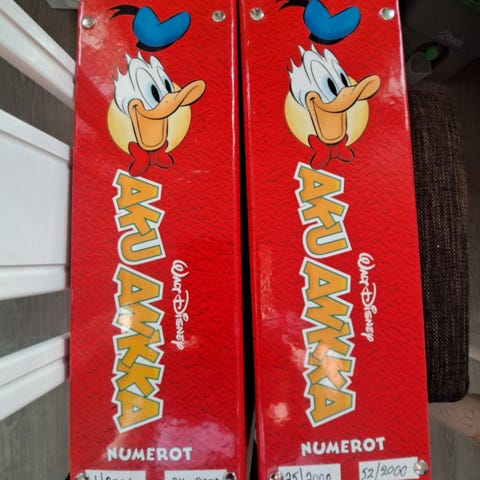 AKU ANKKA
WALT DISNEY
NUMEROT
AKU ANKKA
WALT DISNEY
NUMEROT
25/2000 52/2000